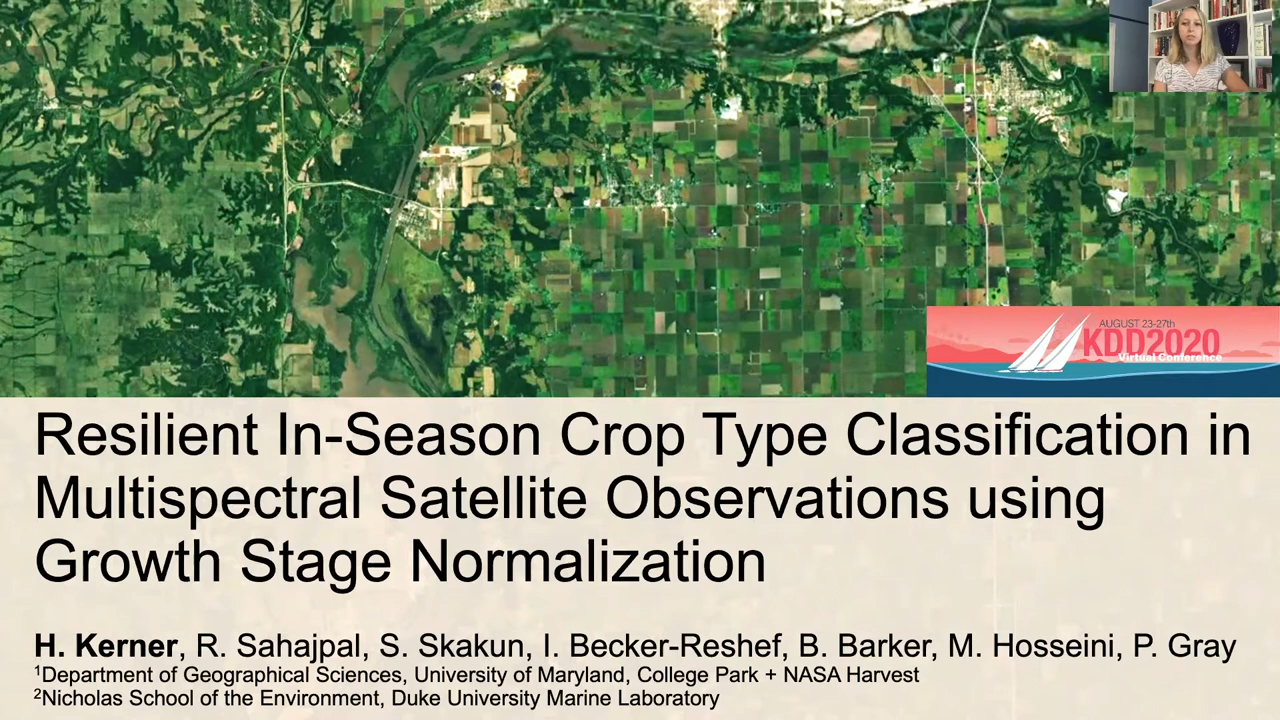 AUGUST 23-27th
KDD2020
Virtual Conference
Resilient In-Season Crop Type Classification in
Multispectral Satellite Observations using
Growth Stage Normalization
H. Kerner, R. Sahajpal, S. Skakun, I. Becker-Reshef, B. Barker, M. Hosseini, P. Gray
¹Department of Geographical Sciences, University of Maryland, College Park + NASA Harvest
²Nicholas School of the Environment, Duke University Marine Laboratory